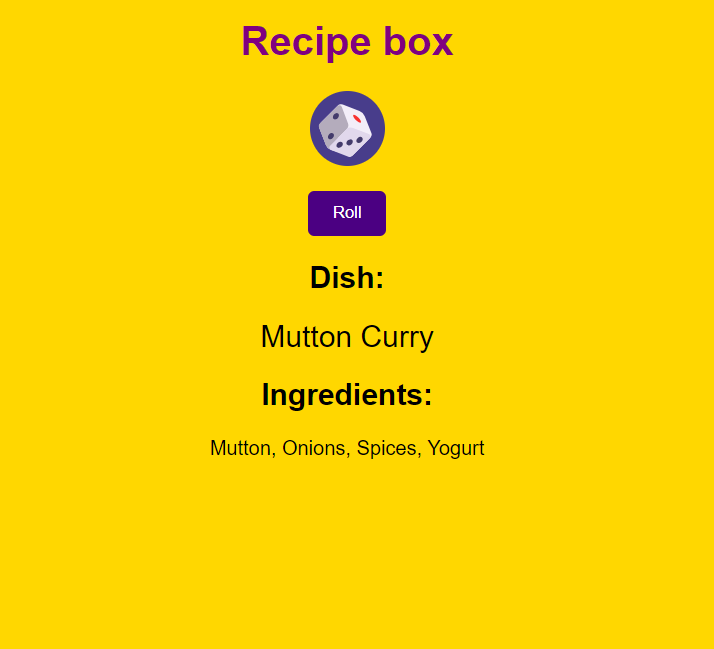 Recipe box
Roll
Dish:
Mutton Curry
Ingredients:
Mutton, Onions, Spices, Yogurt